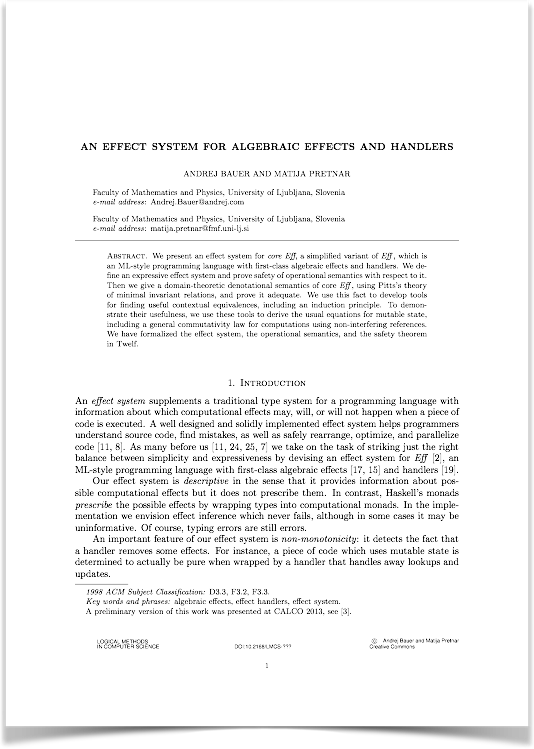 AN EFFECT SYSTEM FOR ALGEBRAIC EFFECTS AND HANDLERS
ANDREJ BAUER AND MATIJA PRETNAR
Faculty of Mathematics and Physics, University of Ljubljana, Slovenia
e-mail address: Andrej.Bauer@andrej.com
Faculty of Mathematics and Physics, University of Ljubljana, Slovenia
e-mail address: matija.pretnar@fmf.uni-lj.si
ABSTRACT. We present an effect system for core Eff, a simplified variant of Eff, which is
an ML-style programming language with first-class algebraic effects and handlers. We de-
fine an expressive effect system and prove safety of operational semantics with respect to it.
Then we give a domain-theoretic denotational semantics of core Eff, using Pitts's theory
of minimal invariant relations, and prove it adequate. We use this fact to develop tools
for finding useful contextual equivalences, including an induction principle. To demon-
strate their usefulness, we use these tools to derive the usual equations for mutable state,
including a general commutativity law for computations using non-interfering references.
We have formalized the effect system, the operational semantics, and the safety theorem
in Twelf.
1. INTRODUCTION
An effect system supplements a traditional type system for a programming language with
information about which computational effects may, will, or will not happen when a piece of
code is executed. A well designed and solidly implemented effect system helps programmers
understand source code, find mistakes, as well as safely rearrange, optimize, and parallelize
code [11, 8]. As many before us [11, 24, 25, 7] we take on the task of striking just the right
balance between simplicity and expressiveness by devising an effect system for Eff [2], an
ML-style programming language with first-class algebraic effects [17, 15] and handlers [19].
Our effect system is descriptive in the sense that it provides information about pos-
sible computational effects but it does not prescribe them. In contrast, Haskell's monads
prescribe the possible effects by wrapping types into computational monads. In the imple-
mentation we envision effect inference which never fails, although in some cases it may be
uninformative. Of course, typing errors are still errors.
An important feature of our effect system is non-monotonicity: it detects the fact that
a handler removes some effects. For instance, a piece of code which uses mutable state is
determined to actually be pure when wrapped by a handler that handles away lookups and
updates.
1998 ACM Subject Classification: D3.3, F3.2, F3.3.
Key words and phrases: algebraic effects, effect handlers, effect system.
A preliminary version of this work was presented at CALCO 2013, see [3].
LOGICAL METHODS
IN COMPUTER SCIENCE
DOI:10.2168/LMCS-???
© Andrej Bauer and Matija Pretnar
Creative Commons
1